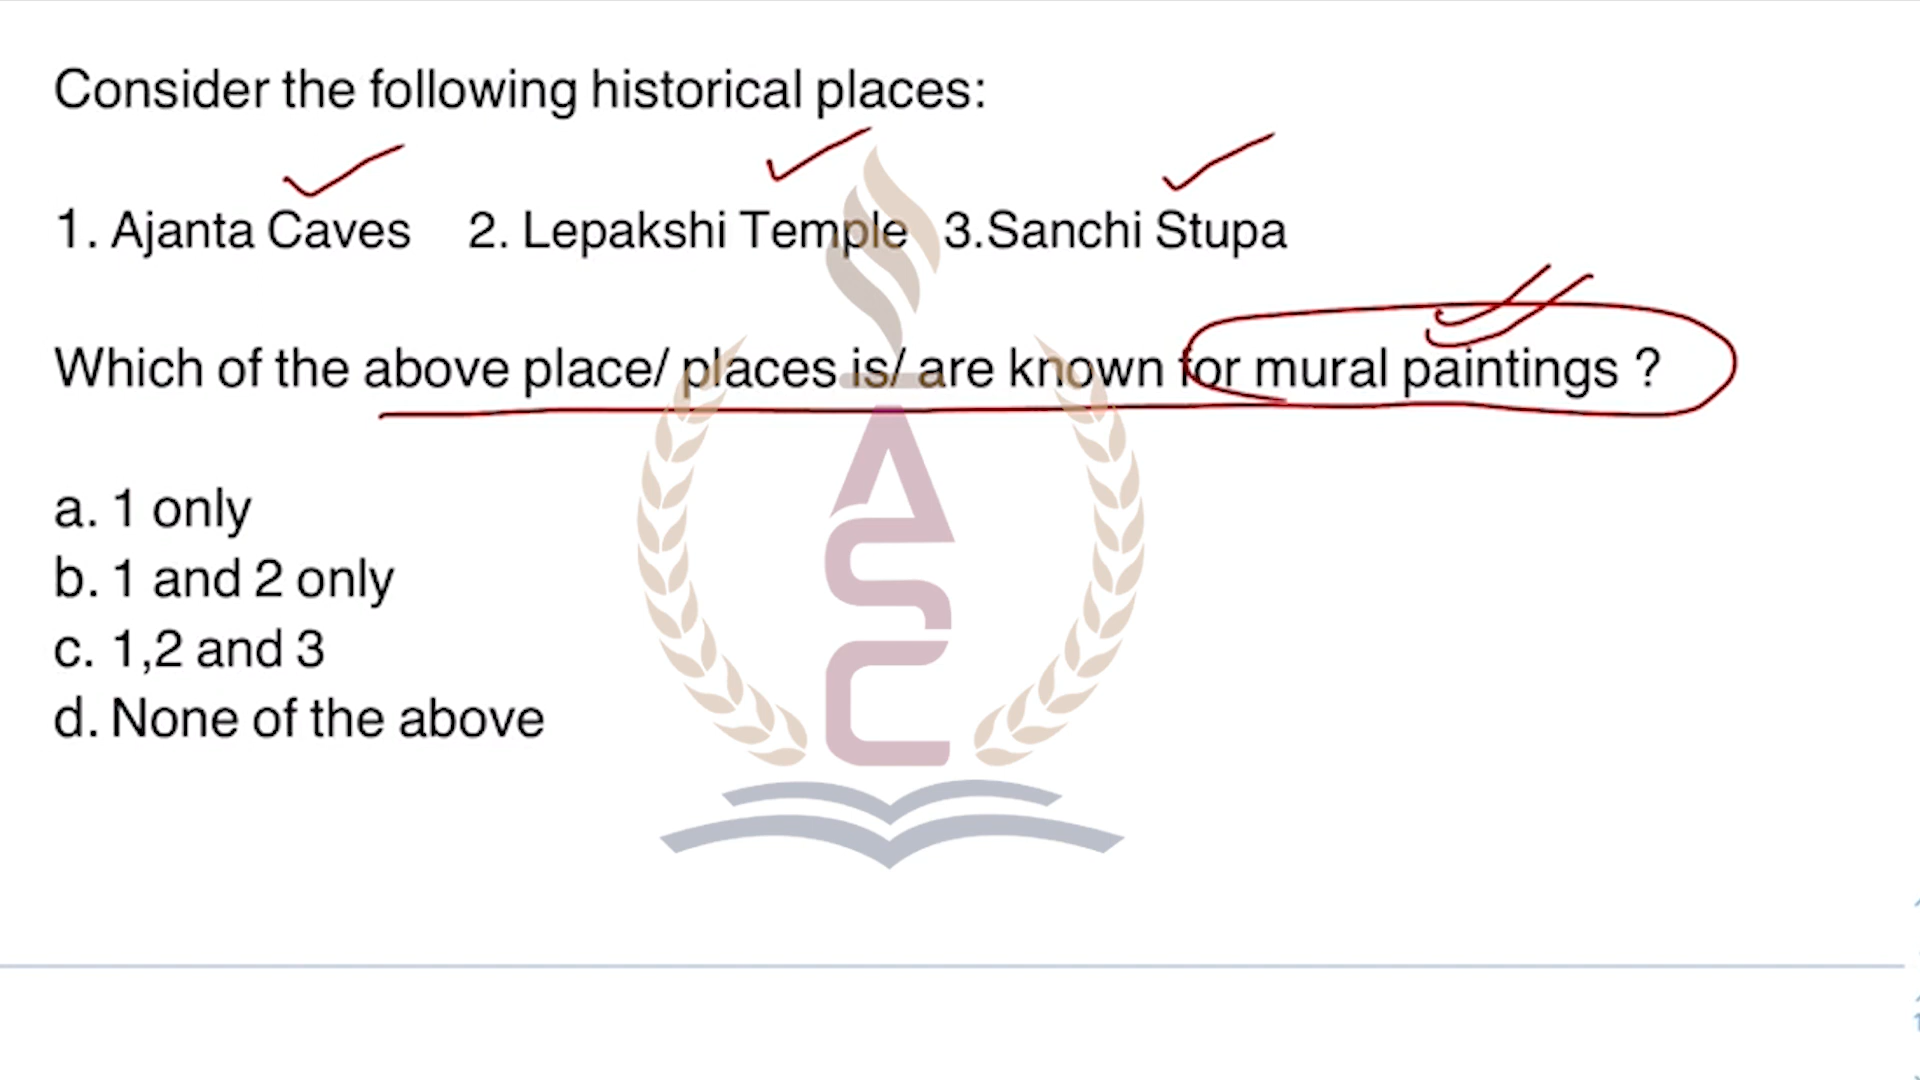 Consider the following historical places:
1. Ajanta Caves 2. Lepakshi Temple 3.Sanchi Stupa
Which of the above place/ places is/ are known for mural paintings ?
a. 1 only
b. 1 and 2 only
c. 1,2 and 3
d. None of the above
IASC